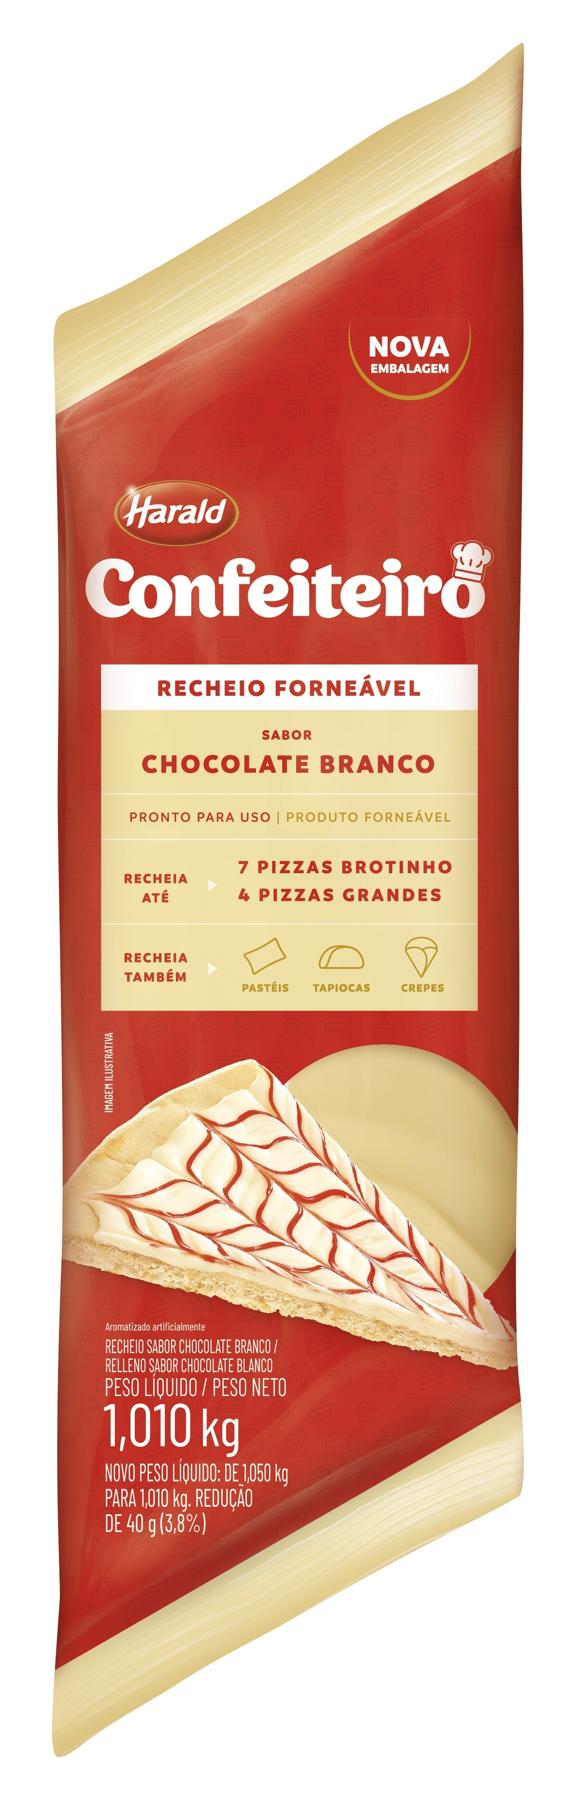 NOVA
EMBALAGEM
Harald
Confeiteiro
RECHEIO FORNEÁVEL
SABOR
CHOCOLATE BRANCO
PRONTO PARA USO | PRODUTO FORNEÁVEL
RECHEIA
ATÉ
7 PIZZAS BROTINHO
4 PIZZAS GRANDES
RECHEIA
TAMBÉM
PASTÉIS
TAPIOCAS
CREPES
IMAGEM ILUSTRATIVA
Aromatizado artificialmente
RECHEIO SABOR CHOCOLATE BRANCO /
RELLENO SABOR CHOCOLATE BLANCO
PESO LÍQUIDO / PESO NETO
1,010 kg
NOVO PESO LÍQUIDO: DE 1,050 kg
PARA 1,010 kg. REDUÇÃO
DE 40 g (3,8%)